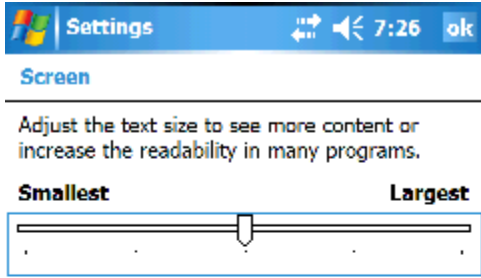 Settings 7:26 ok
Screen
Adjust the text size to see more content or
increase the readability in many programs.
Smallest Largest